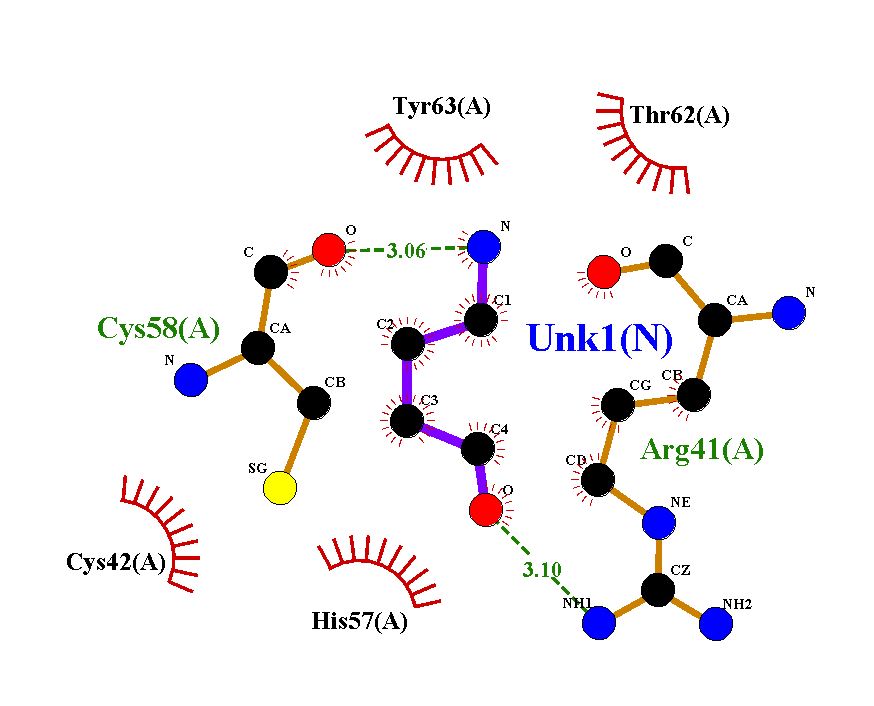 Tyr63(A)
Thr62(A)
N
O
C
O
C
3.06
N
C1
CA
Cys58(A)
CA
C2
Unk1(N)
N
CB
CB
CG
C3
C4
Arg41(A)
SG
CD
O
NE
Cys42(A)
3.10
CZ
NH1
NH2
His57(A)